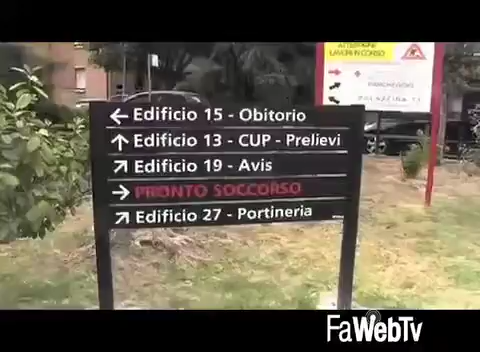 ATTENZIONE
LAVORI IN CORSO
← Edificio 15 - Obitorio
↑ Edificio 13 - CUP - Prelievi
↗ Edificio 19 - Avis
→ PRONTO SOCCORSO
↗ Edificio 27 - Portineria
FaWebTv